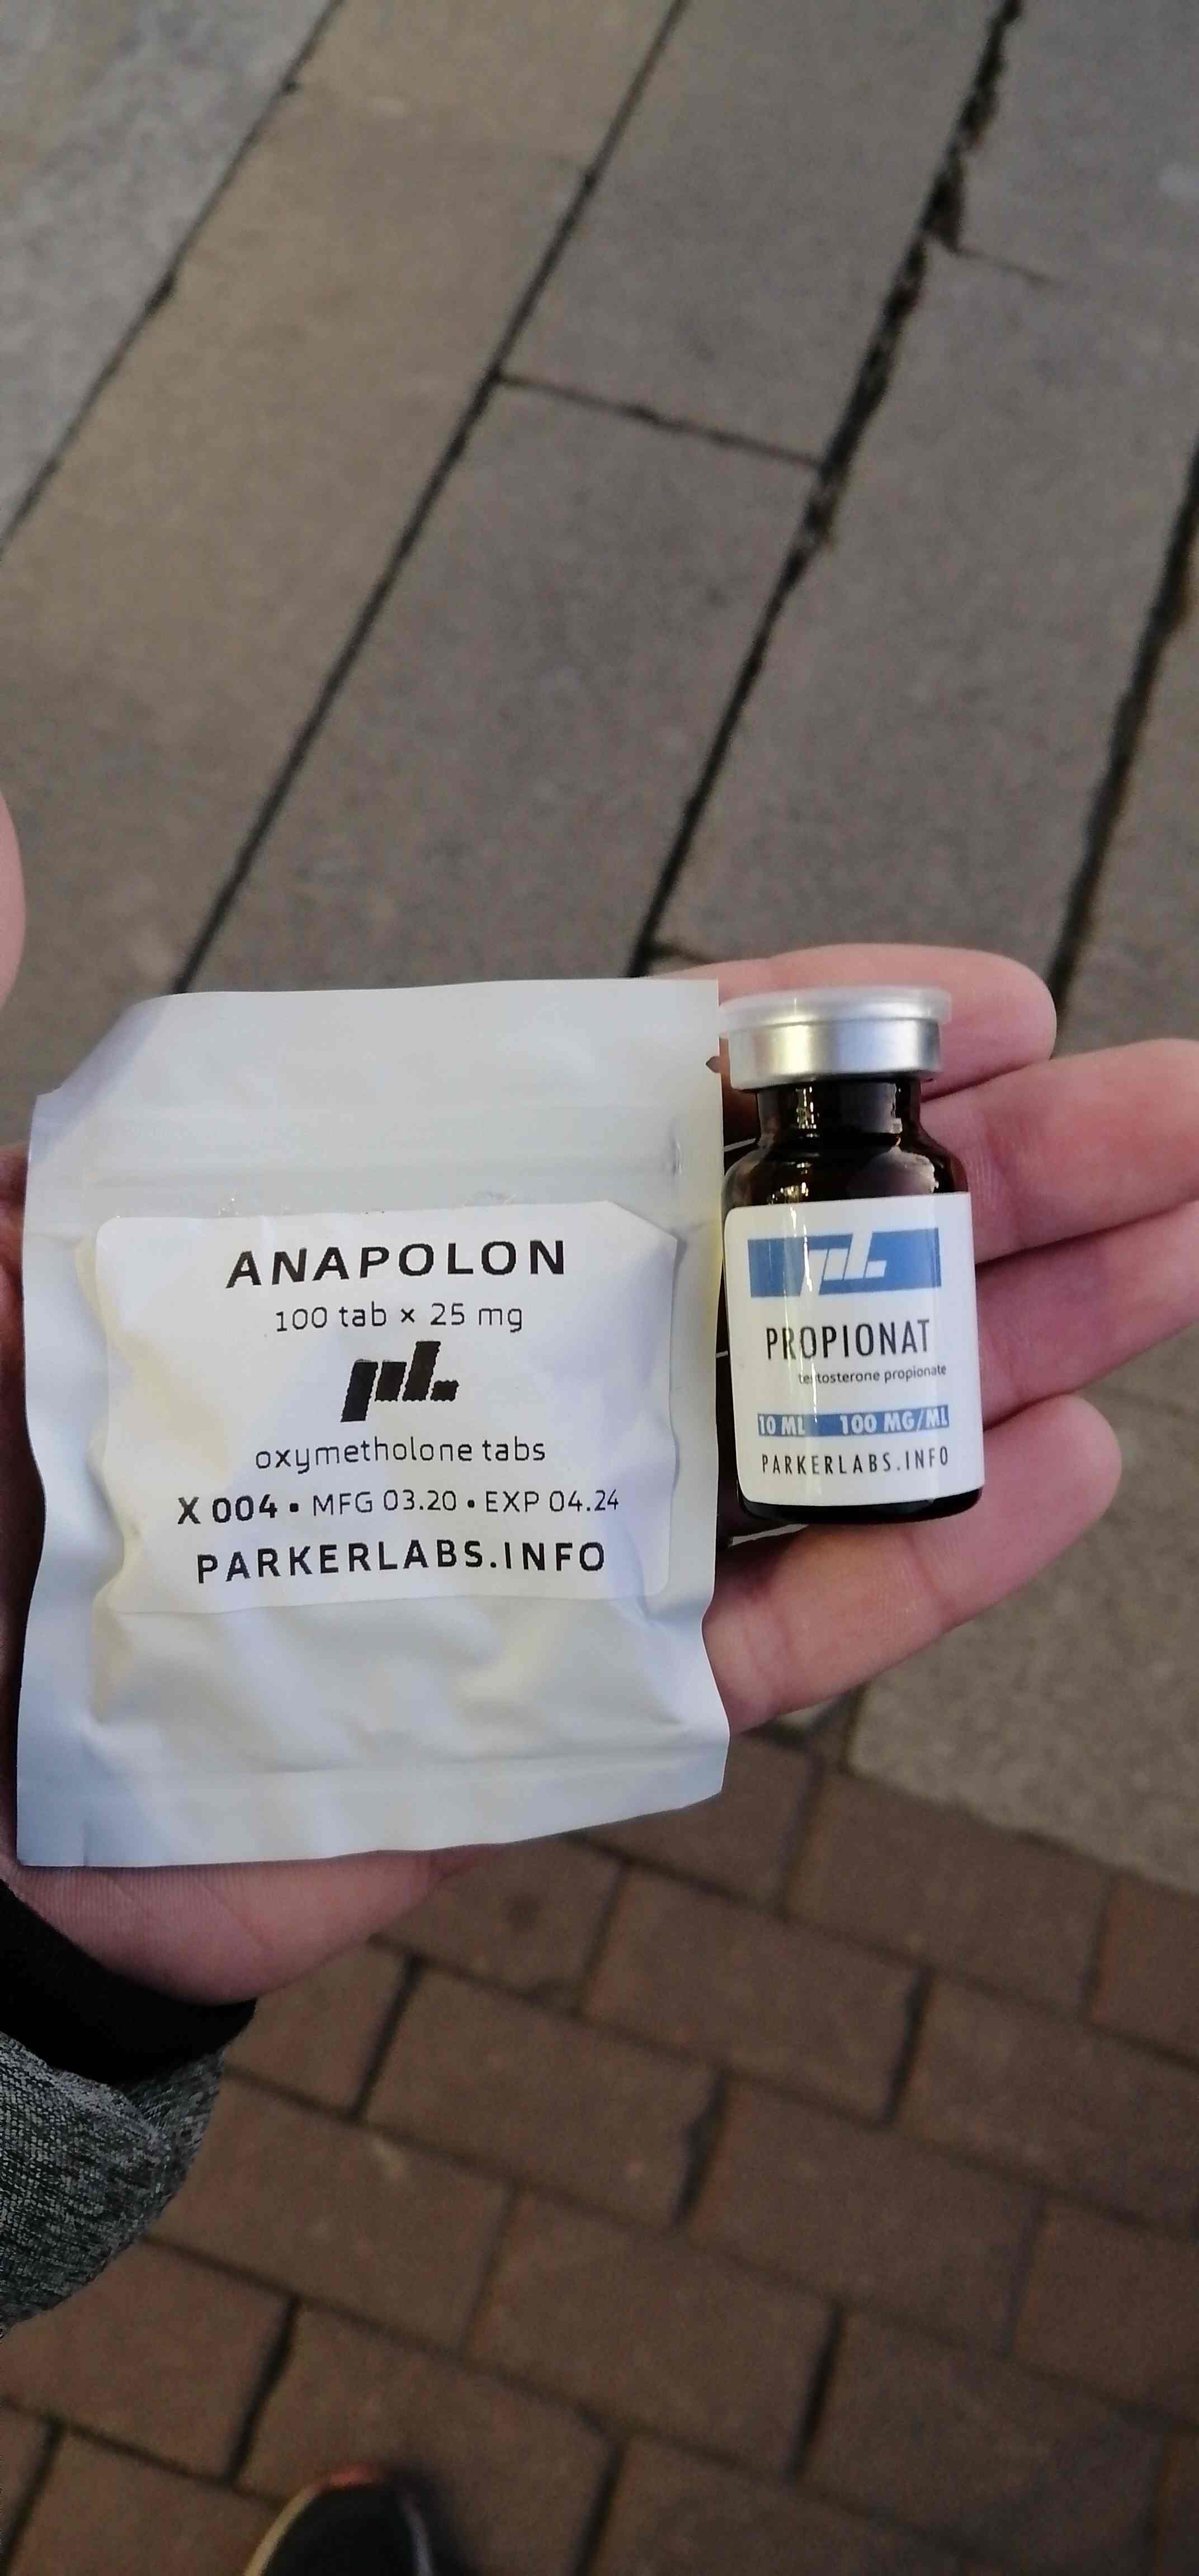 ANAPOLON
100 tab × 25 mg
pL.
oxymetholone tabs
X 004 • MFG 03.20 • EXP 04.24
PARKERLABS.INFO
pL.
PROPIONAT
testosterone propionate
10 ML 100 MG/ML
PARKERLABS.INFO